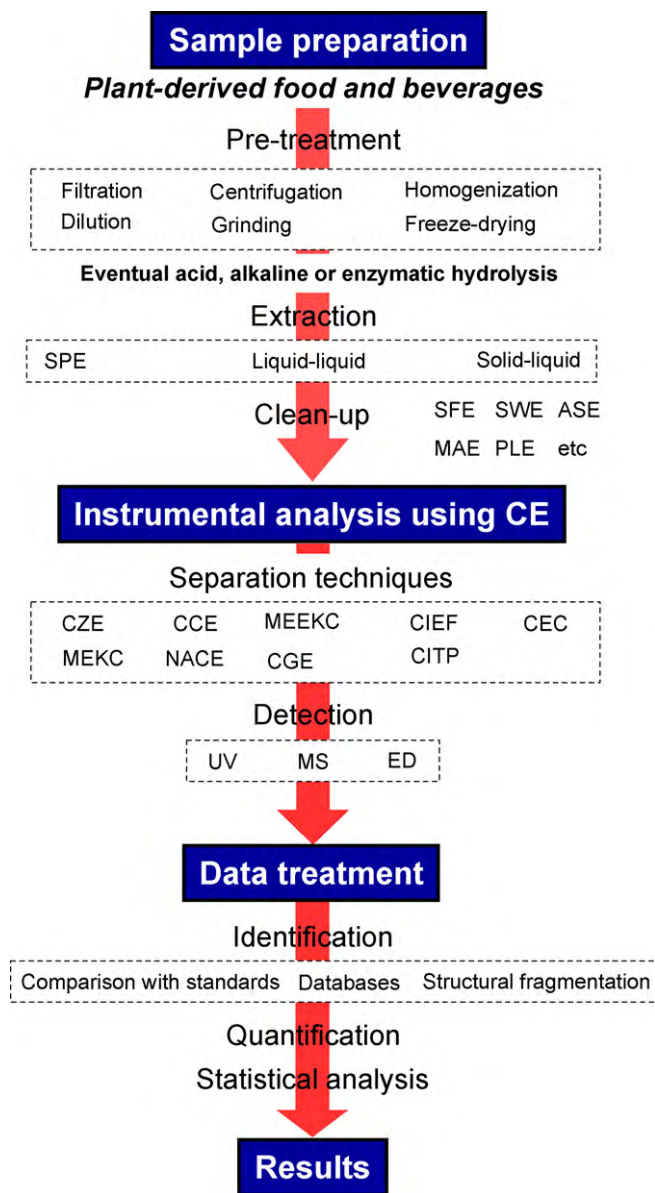 Sample preparation
Plant-derived food and beverages
Pre-treatment
Filtration Centrifugation Homogenization
Dilution Grinding Freeze-drying
Eventual acid, alkaline or enzymatic hydrolysis
Extraction
SPE Liquid-liquid Solid-liquid
Clean-up
SFE SWE ASE
MAE PLE etc
Instrumental analysis using CE
Separation techniques
CZE CCE MEEKC CIEF CEC
MEKC NACE CGE CITP
Detection
UV MS ED
Data treatment
Identification
Comparison with standards Databases Structural fragmentation
Quantification
Statistical analysis
Results